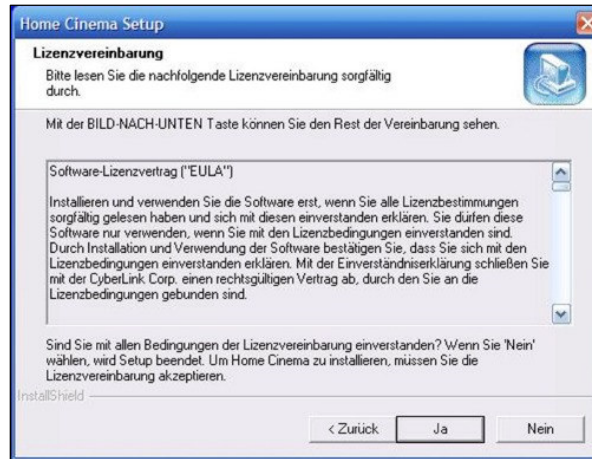 Home Cinema Setup
Lizenzvereinbarung
Bitte lesen Sie die nachfolgende Lizenzvereinbarung sorgfältig
durch.
Mit der BILD-NACH-UNTEN Taste können Sie den Rest der Vereinbarung sehen.
Software-Lizenzvertrag ("EULA")
Installieren und verwenden Sie die Software erst, wenn Sie alle Lizenzbestimmungen
sorgfältig gelesen haben und sich mit diesen einverstanden erklären. Sie dürfen diese
Software nur verwenden, wenn Sie mit den Lizenzbedingungen einverstanden sind.
Durch Installation und Verwendung der Software bestätigen Sie, dass Sie sich mit den
Lizenzbedingungen einverstanden erklären. Mit der Einverständniserklärung schließen Sie
mit der CyberLink Corp. einen rechtsgültigen Vertrag ab, durch den Sie an die
Lizenzbedingungen gebunden sind.
Sind Sie mit allen Bedingungen der Lizenzvereinbarung einverstanden? Wenn Sie 'Nein'
wählen, wird Setup beendet. Um Home Cinema zu installieren, müssen Sie die
Lizenzvereinbarung akzeptieren.
InstallShield
< Zurück Ja Nein